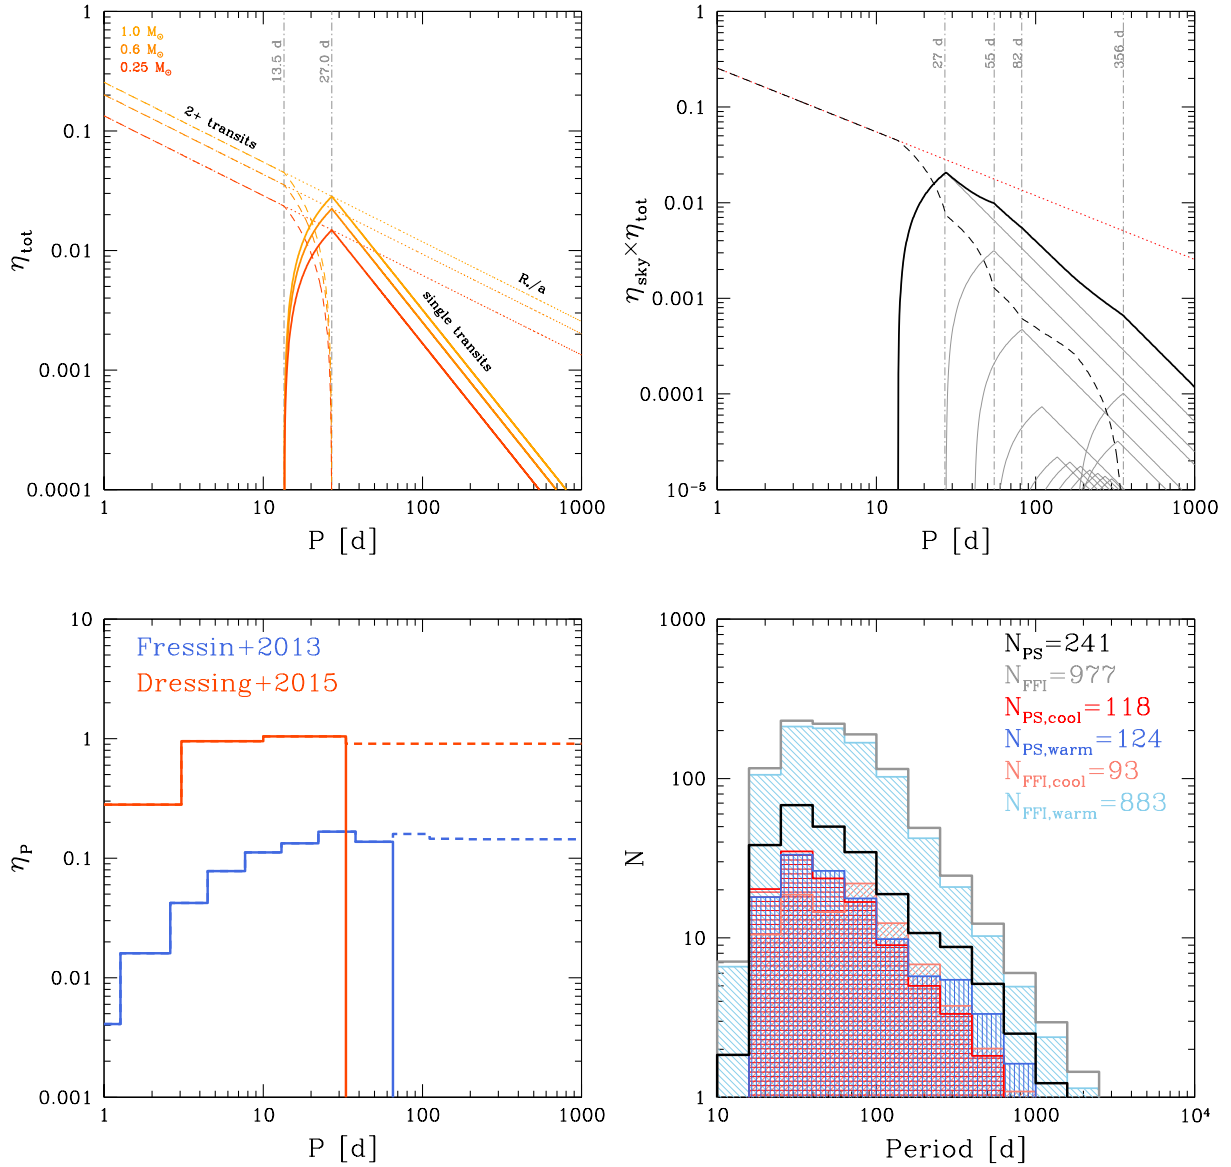 1.0 M☉
0.6 M☉
0.25 M☉
13.5 d
27.0 d
2+ transits
R⋆/a
single transits
1
0.1
0.01
0.001
0.0001
η_tot
1 10 100 1000
P [d]
27 d
55 d
82 d
356 d
1
0.1
0.01
0.001
0.0001
10⁻⁵
η_sky×η_tot
1 10 100 1000
P [d]
Fressin+2013
Dressing+2015
10
1
0.1
0.01
0.001
η_P
1 10 100 1000
P [d]
N_PS=241
N_FFI=977
N_PS,cool=118
N_PS,warm=124
N_FFI,cool=93
N_FFI,warm=883
1000
100
10
1
N
10 100 1000 10⁴
Period [d]